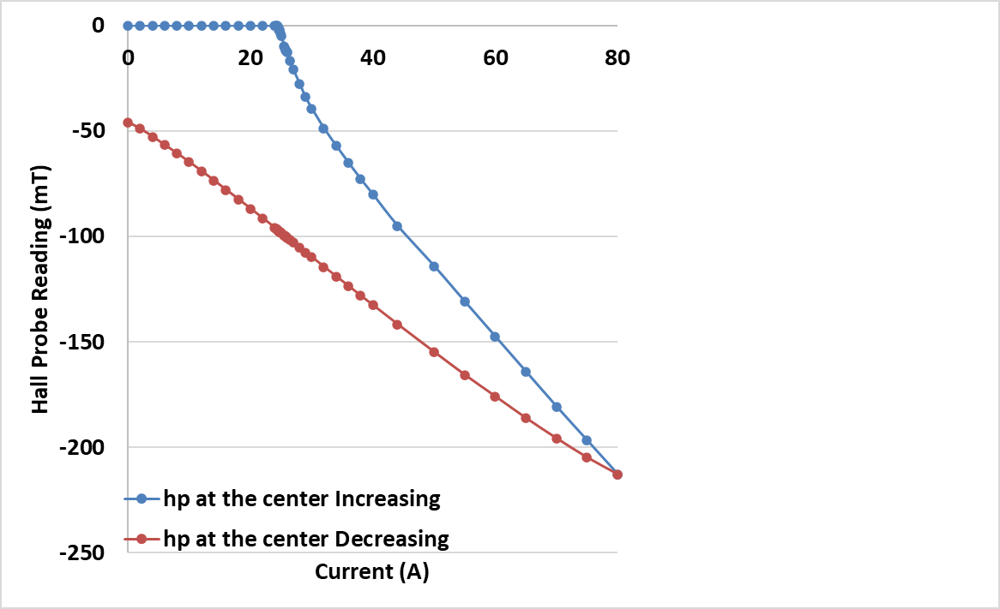 0
0 20 40 60 80
-50
-100
-150
-200
-250
Hall Probe Reading (mT)
hp at the center Increasing
hp at the center Decreasing
Current (A)